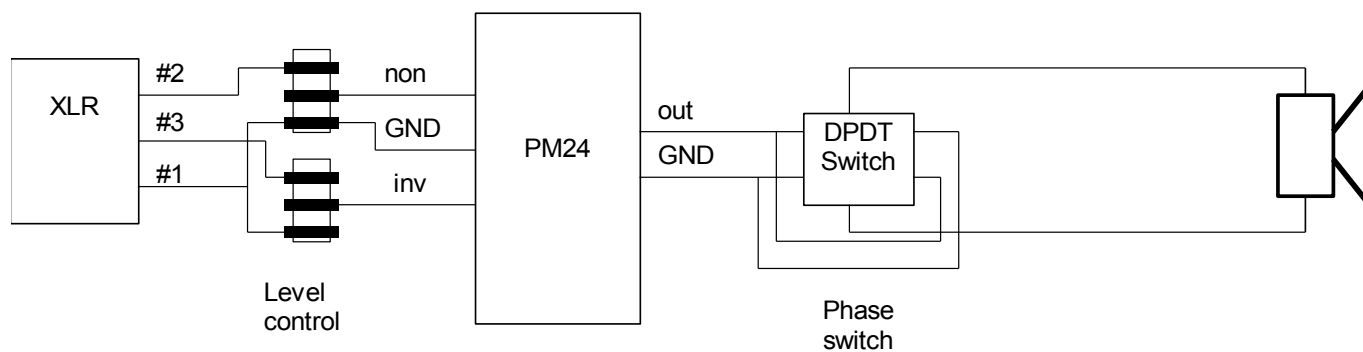 #2
XLR
#3
#1
Level
control
non
GND
inv
PM24
out
GND
DPDT
Switch
Phase
switch